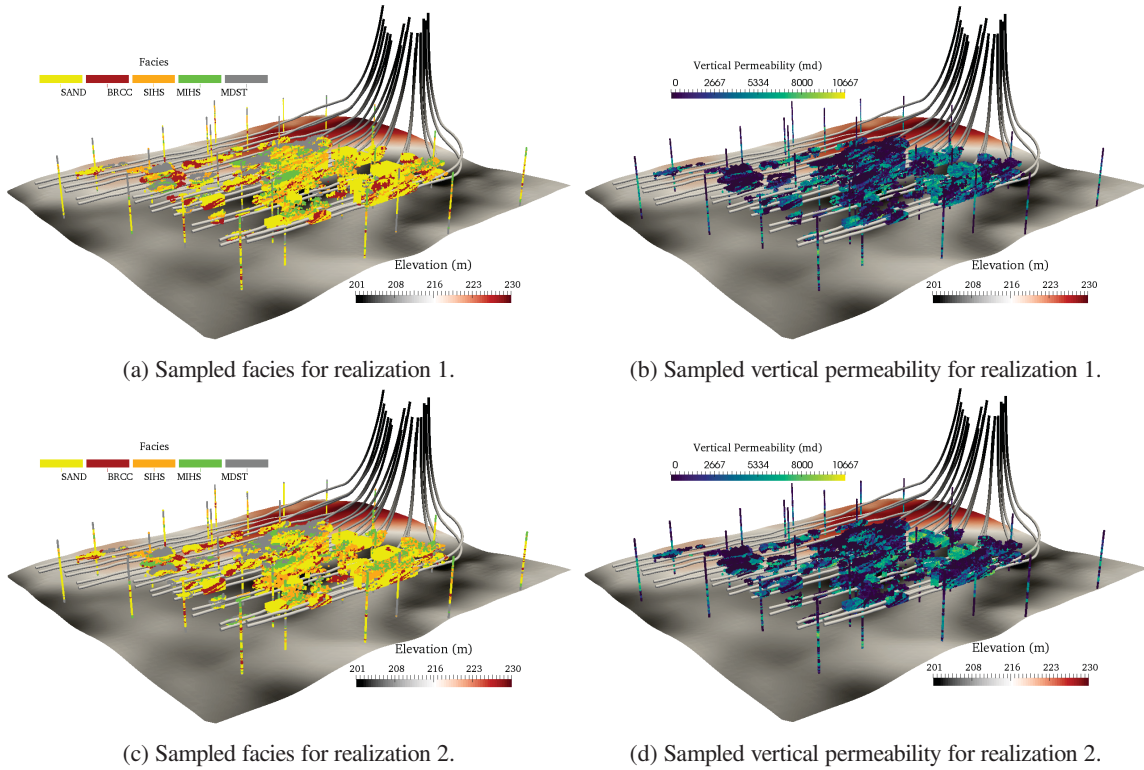 Facies
SAND BRCC SIHS MIHS MDST
Elevation (m)
201 208 216 223 230
(a) Sampled facies for realization 1.
Vertical Permeability (md)
0 2667 5334 8000 10667
Elevation (m)
201 208 216 223 230
(b) Sampled vertical permeability for realization 1.
Facies
SAND BRCC SIHS MIHS MDST
Elevation (m)
201 208 216 223 230
(c) Sampled facies for realization 2.
Vertical Permeability (md)
0 2667 5334 8000 10667
Elevation (m)
201 208 216 223 230
(d) Sampled vertical permeability for realization 2.